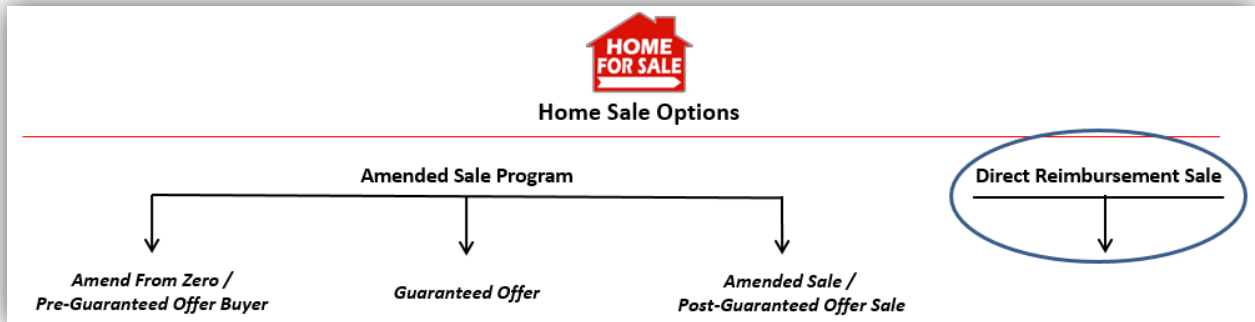 HOME
FOR SALE
Home Sale Options
Amended Sale Program
Direct Reimbursement Sale
Amend From Zero /
Pre-Guaranteed Offer Buyer
Guaranteed Offer
Amended Sale /
Post-Guaranteed Offer Sale